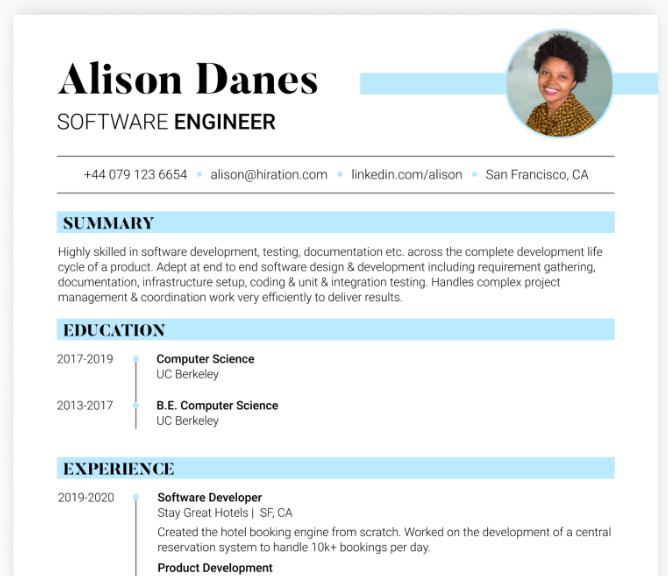 Alison Danes
SOFTWARE ENGINEER
+44 079 123 6654 • alison@hiration.com • linkedin.com/alison • San Francisco, CA
SUMMARY
Highly skilled in software development, testing, documentation etc. across the complete development life
cycle of a product. Adept at end to end software design & development including requirement gathering,
documentation, infrastructure setup, coding & unit & integration testing. Handles complex project
management & coordination work very efficiently to deliver results.
EDUCATION
2017-2019 Computer Science
UC Berkeley
2013-2017 B.E. Computer Science
UC Berkeley
EXPERIENCE
2019-2020 Software Developer
Stay Great Hotels | SF, CA
Created the hotel booking engine from scratch. Worked on the development of a central
reservation system to handle 10k+ bookings per day.
Product Development